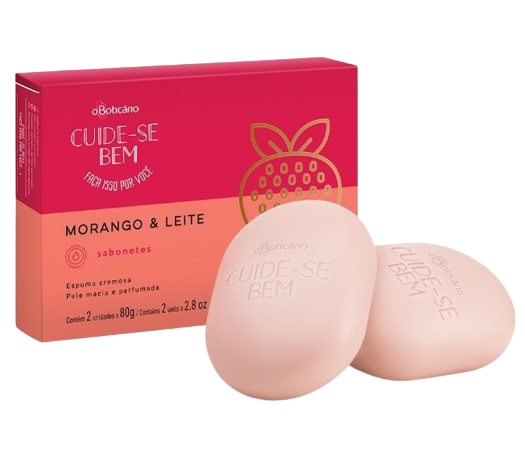 oBoticário
CUIDE-SE
BEM
FAÇA ISSO POR VOCÊ
MORANGO & LEITE
sabonetes
Espuma cremosa
Pele macia e perfumada
Contém 2 unidades x 80g / Contains 2 units x 2.8 oz
oBoticário
CUIDE-SE
BEM
CUIDE-SE
BEM